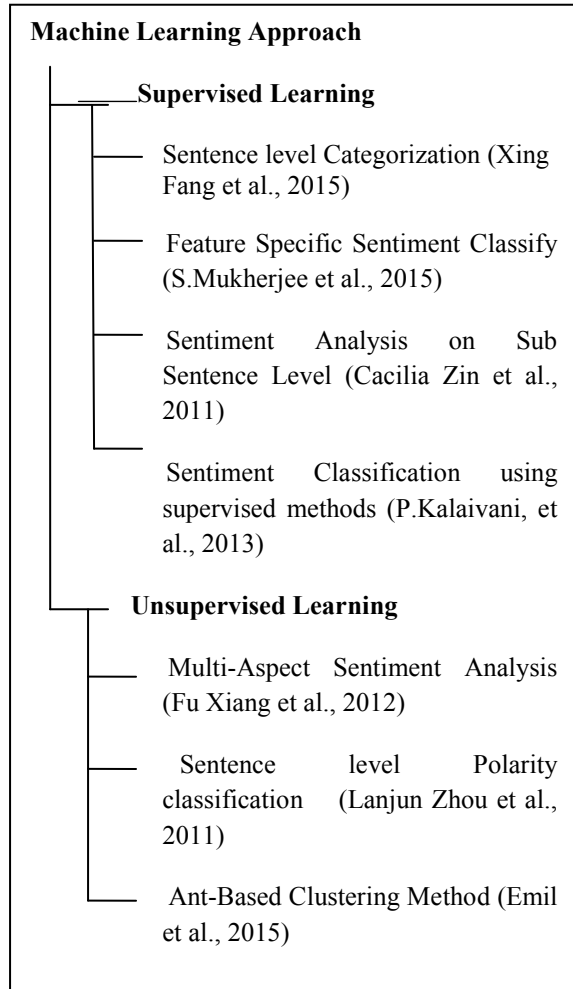 Machine Learning Approach
Supervised Learning
Sentence level Categorization (Xing
Fang et al., 2015)
Feature Specific Sentiment Classify
(S.Mukherjee et al., 2015)
Sentiment Analysis on Sub
Sentence Level (Cacilia Zin et al.,
2011)
Sentiment Classification using
supervised methods (P.Kalaivani, et
al., 2013)
Unsupervised Learning
Multi-Aspect Sentiment Analysis
(Fu Xiang et al., 2012)
Sentence level Polarity
classification (Lanjun Zhou et al.,
2011)
Ant-Based Clustering Method (Emil
et al., 2015)